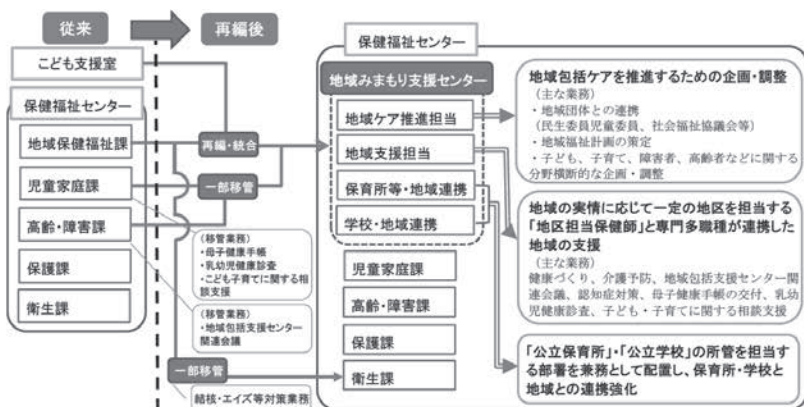 従来
再編後
こども支援室
保健福祉センター
地域保健福祉課
児童家庭課
高齢・障害課
保護課
衛生課
再編・統合
一部移管
(移管業務)
・母子健康手帳
・乳幼児健康診査
・こども子育てに関する相
談支援
(移管業務)
・地域包括支援センター
関連会議
一部移管
結核・エイズ等対策業務
保健福祉センター
地域みまもり支援センター
地域ケア推進担当
地域支援担当
保育所等・地域連携
学校・地域連携
児童家庭課
高齢・障害課
保護課
衛生課
地域包括ケアを推進するための企画・調整
(主な業務)
・地域団体との連携
(民生委員児童委員、社会福祉協議会等)
・地域福祉計画の策定
・子ども、子育て、障害者、高齢者などに関する
分野横断的な企画・調整
地域の実情に応じて一定の地区を担当する
「地区担当保健師」と専門多職種が連携した
地域の支援
(主な業務)
健康づくり、介護予防、地域包括支援センター関
連会議、認知症対策、母子健康手帳の交付、乳幼
児健康診査、子ども・子育てに関する相談支援
「公立保育所」・「公立学校」の所管を担当す
る部署を兼務として配置し、保育所・学校と
地域との連携強化